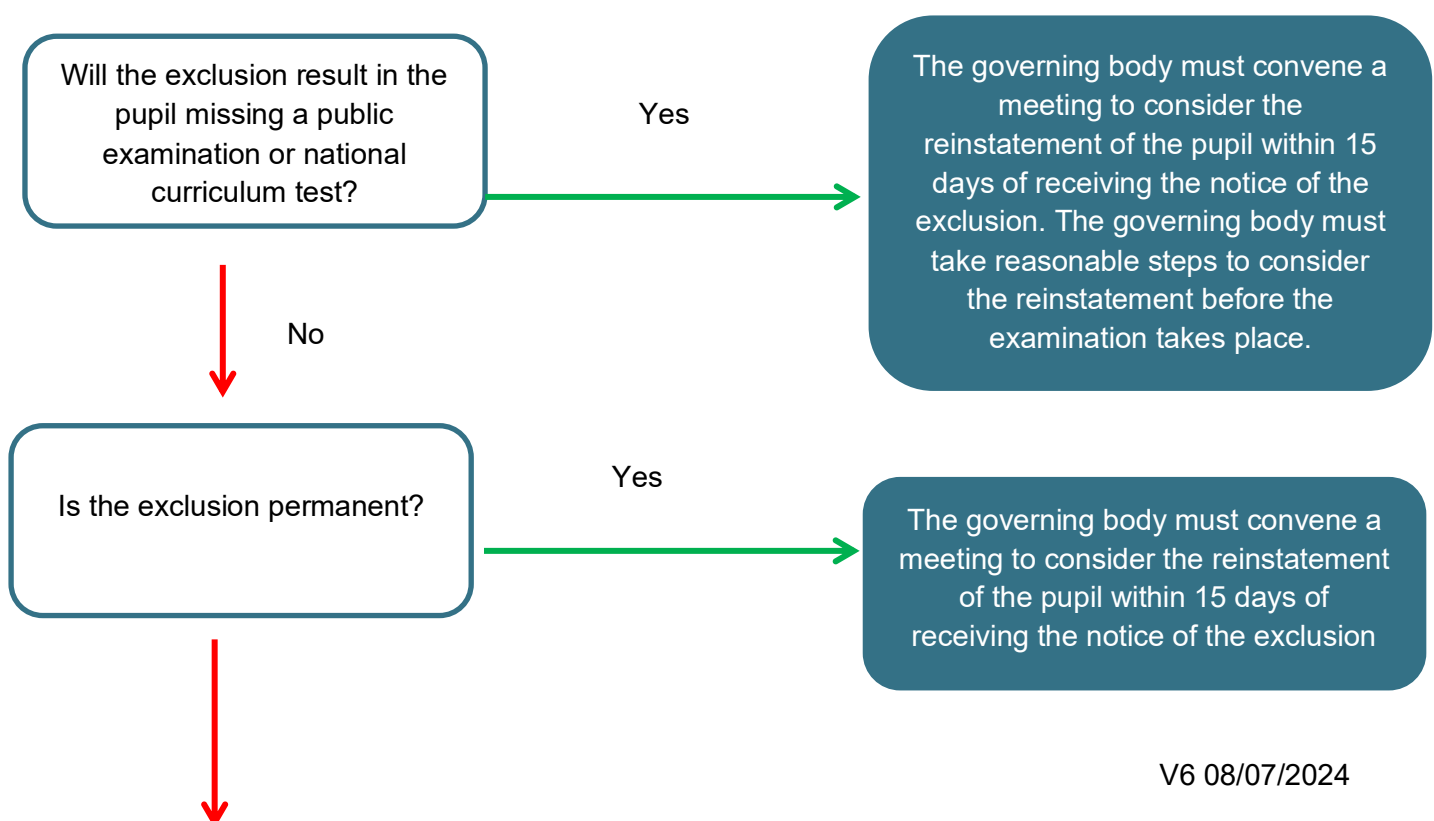 Will the exclusion result in the
pupil missing a public
examination or national
curriculum test?
Yes
The governing body must convene a
meeting to consider the
reinstatement of the pupil within 15
days of receiving the notice of the
exclusion. The governing body must
take reasonable steps to consider
the reinstatement before the
examination takes place.
No
Is the exclusion permanent?
Yes
The governing body must convene a
meeting to consider the reinstatement
of the pupil within 15 days of
receiving the notice of the exclusion
V6 08/07/2024